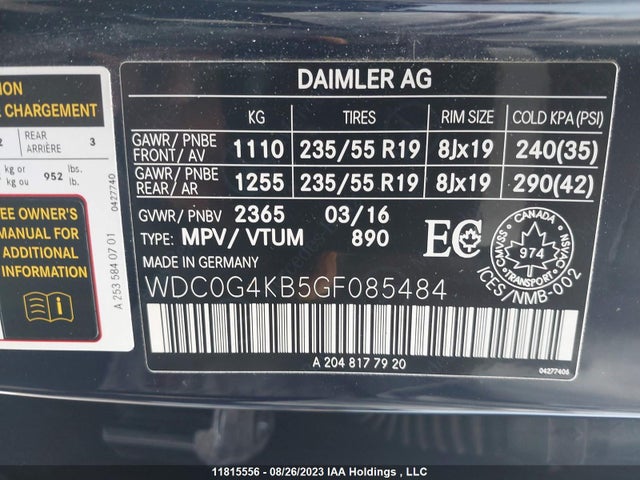 ION
CHARGEMENT
2 REAR ARRIÈRE 3
kg or
kg ou 952 lbs. lb.
EE OWNER'S
MANUAL FOR
ADDITIONAL
INFORMATION
A 253 584 07 01
0427740
DAIMLER AG
KG TIRES RIM SIZE COLD KPA (PSI)
GAWR/PNBE FRONT/AV 1110 235/55 R19 8Jx19 240(35)
GAWR/PNBE REAR/AR 1255 235/55 R19 8Jx19 290(42)
GVWR/PNBV 2365 03/16
TYPE: MPV/VTUM 890
MADE IN GERMANY
EC
CANADA
974
ICES/NMB-002
WDC0G4KB5GF085484
A 204 817 79 20
04277406
11815556 - 08/26/2023 IAA Holdings , LLC